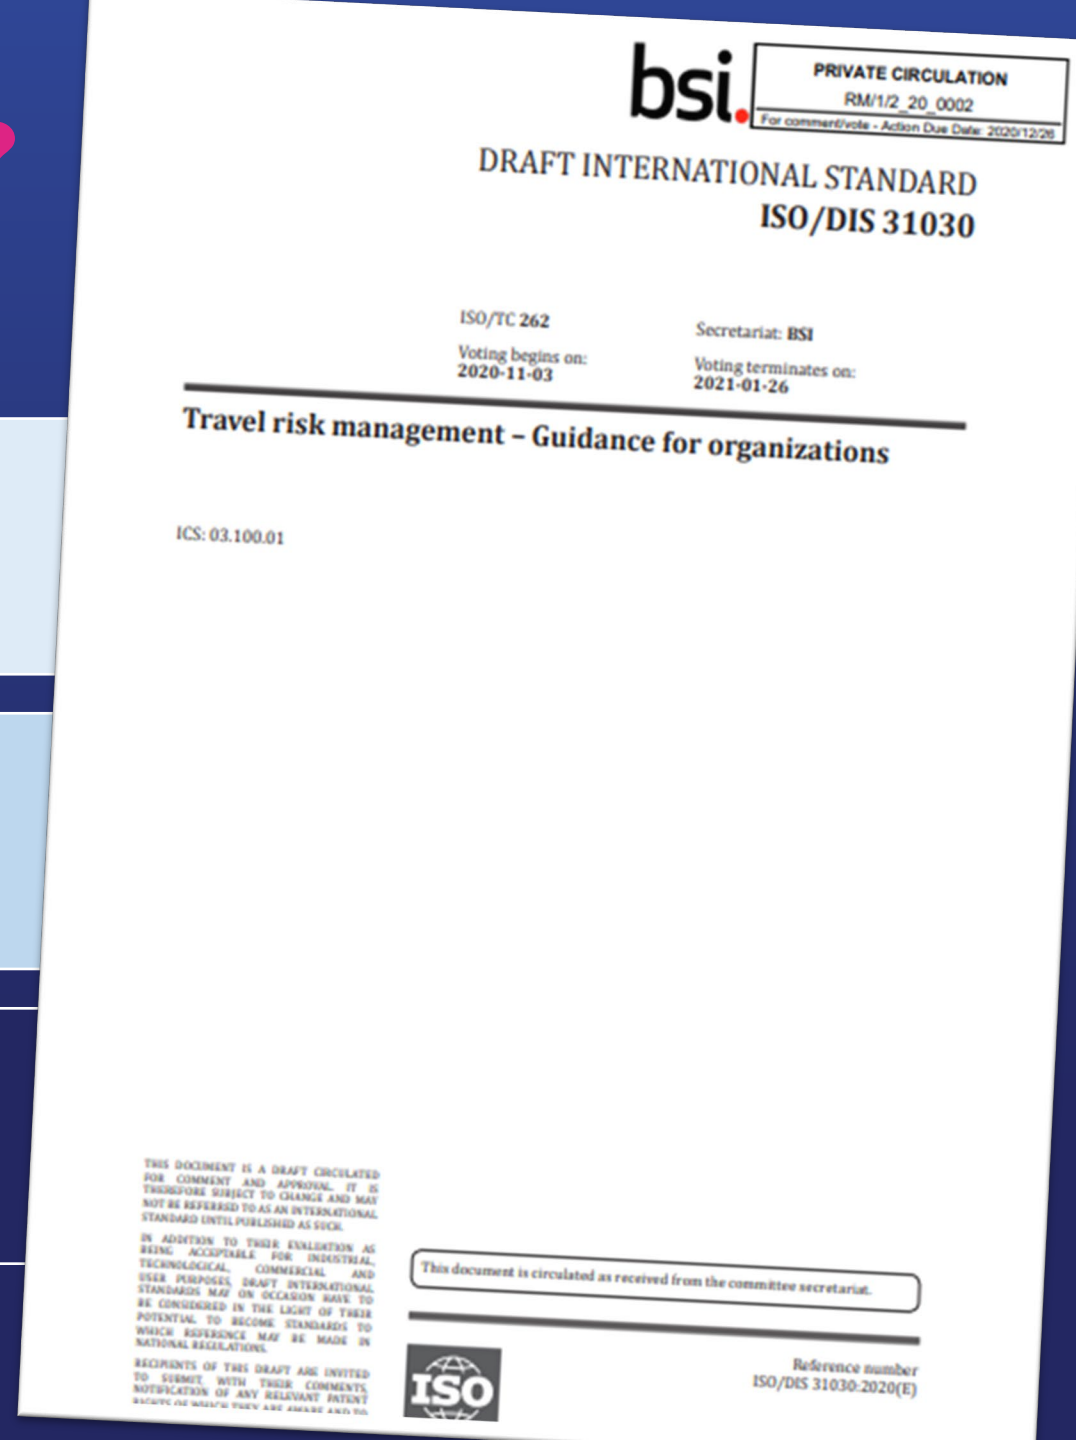 bsi.
PRIVATE CIRCULATION
RM/1/2_20_0002
For comment/vote - Action Due Date: 2020/12/26
DRAFT INTERNATIONAL STANDARD
ISO/DIS 31030
ISO/TC 262
Secretariat: BSI
Voting begins on:
2020-11-03
Voting terminates on:
2021-01-26
Travel risk management – Guidance for organizations
ICS: 03.100.01
THIS DOCUMENT IS A DRAFT CIRCULATED
FOR COMMENT AND APPROVAL. IT IS
THEREFORE SUBJECT TO CHANGE AND MAY
NOT BE REFERRED TO AS AN INTERNATIONAL
STANDARD UNTIL PUBLISHED AS SUCH.
IN ADDITION TO THEIR EVALUATION AS
BEING ACCEPTABLE FOR INDUSTRIAL,
TECHNOLOGICAL, COMMERCIAL AND
USER PURPOSES, DRAFT INTERNATIONAL
STANDARDS MAY ON OCCASION HAVE TO
BE CONSIDERED IN THE LIGHT OF THEIR
POTENTIAL TO BECOME STANDARDS TO
WHICH REFERENCE MAY BE MADE IN
NATIONAL REGULATIONS.
RECIPIENTS OF THIS DRAFT ARE INVITED
TO SUBMIT, WITH THEIR COMMENTS,
NOTIFICATION OF ANY RELEVANT PATENT
RIGHTS OF WHICH THEY ARE AWARE AND TO
This document is circulated as received from the committee secretariat.
ISO
Reference number
ISO/DIS 31030:2020(E)